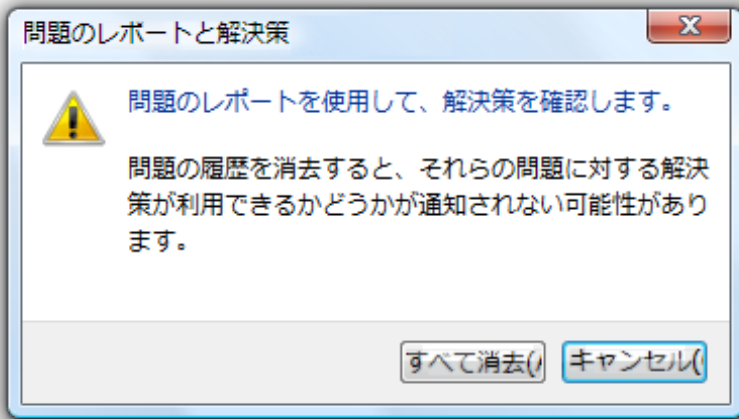 問題のレポートと解決策
問題のレポートを使用して、解決策を確認します。
問題の履歴を消去すると、それらの問題に対する解決
策が利用できるかどうかが通知されない可能性があり
ます。
すべて消去(
キャンセル(